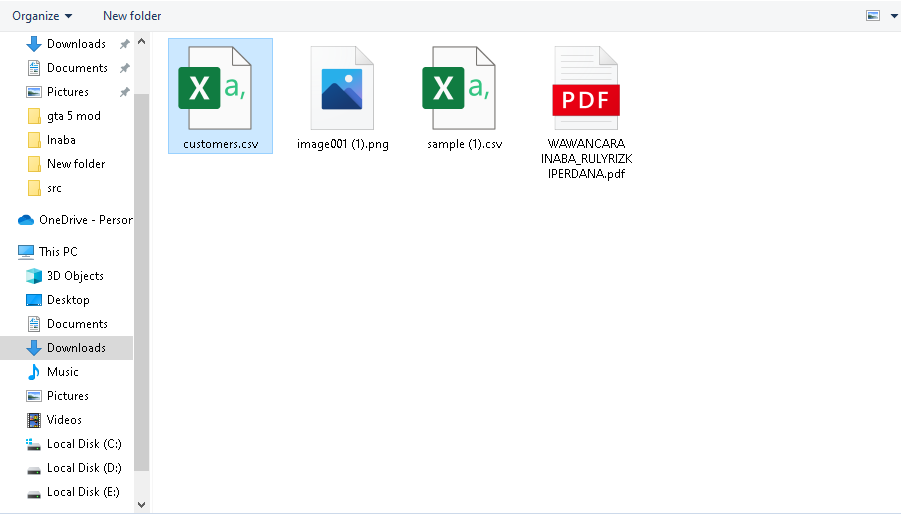 Organize
New folder
Downloads
Documents
Pictures
gta 5 mod
Inaba
New folder
src
OneDrive - Person
This PC
3D Objects
Desktop
Documents
Downloads
Music
Pictures
Videos
Local Disk (C:)
Local Disk (D:)
Local Disk (E:)
X a,
customers.csv
image001 (1).png
X a,
sample (1).csv
PDF
WAWANCARA
INABA_RULYRIZK
IPERDANA.pdf